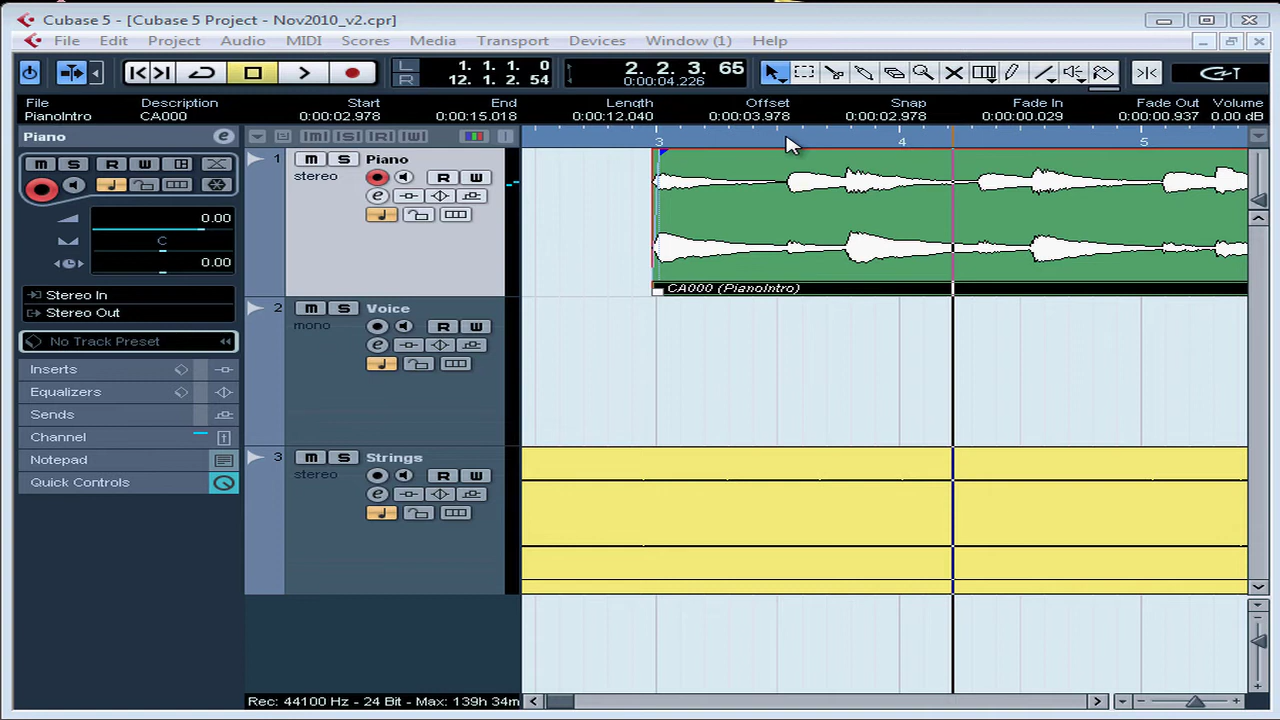 Cubase 5 - [Cubase 5 Project - Nov2010_v2.cpr]
File Edit Project Audio MIDI Scores Media Transport Devices Window (1) Help
L 1. 1. 1. 0
R 12. 1. 2. 54
2. 2. 3. 65
0:00:04.226
File Description Start End Length Offset Snap Fade In Fade Out Volume
PianoIntro CA000 0:00:02.978 0:00:15.018 0:00:12.040 0:00:03.978 0:00:02.978 0:00:00.029 0:00:00.937 0.00 dB
Piano e
M S R W
0.00
C
0.00
Stereo In
Stereo Out
No Track Preset
Inserts
Equalizers
Sends
Channel
Notepad
Quick Controls
M S R W
3 4 5
1 M S Piano
stereo R W
e
CA000 (PianoIntro)
2 M S Voice
mono R W
e
3 M S Strings
stereo R W
e
Rec: 44100 Hz - 24 Bit - Max: 139h 34m